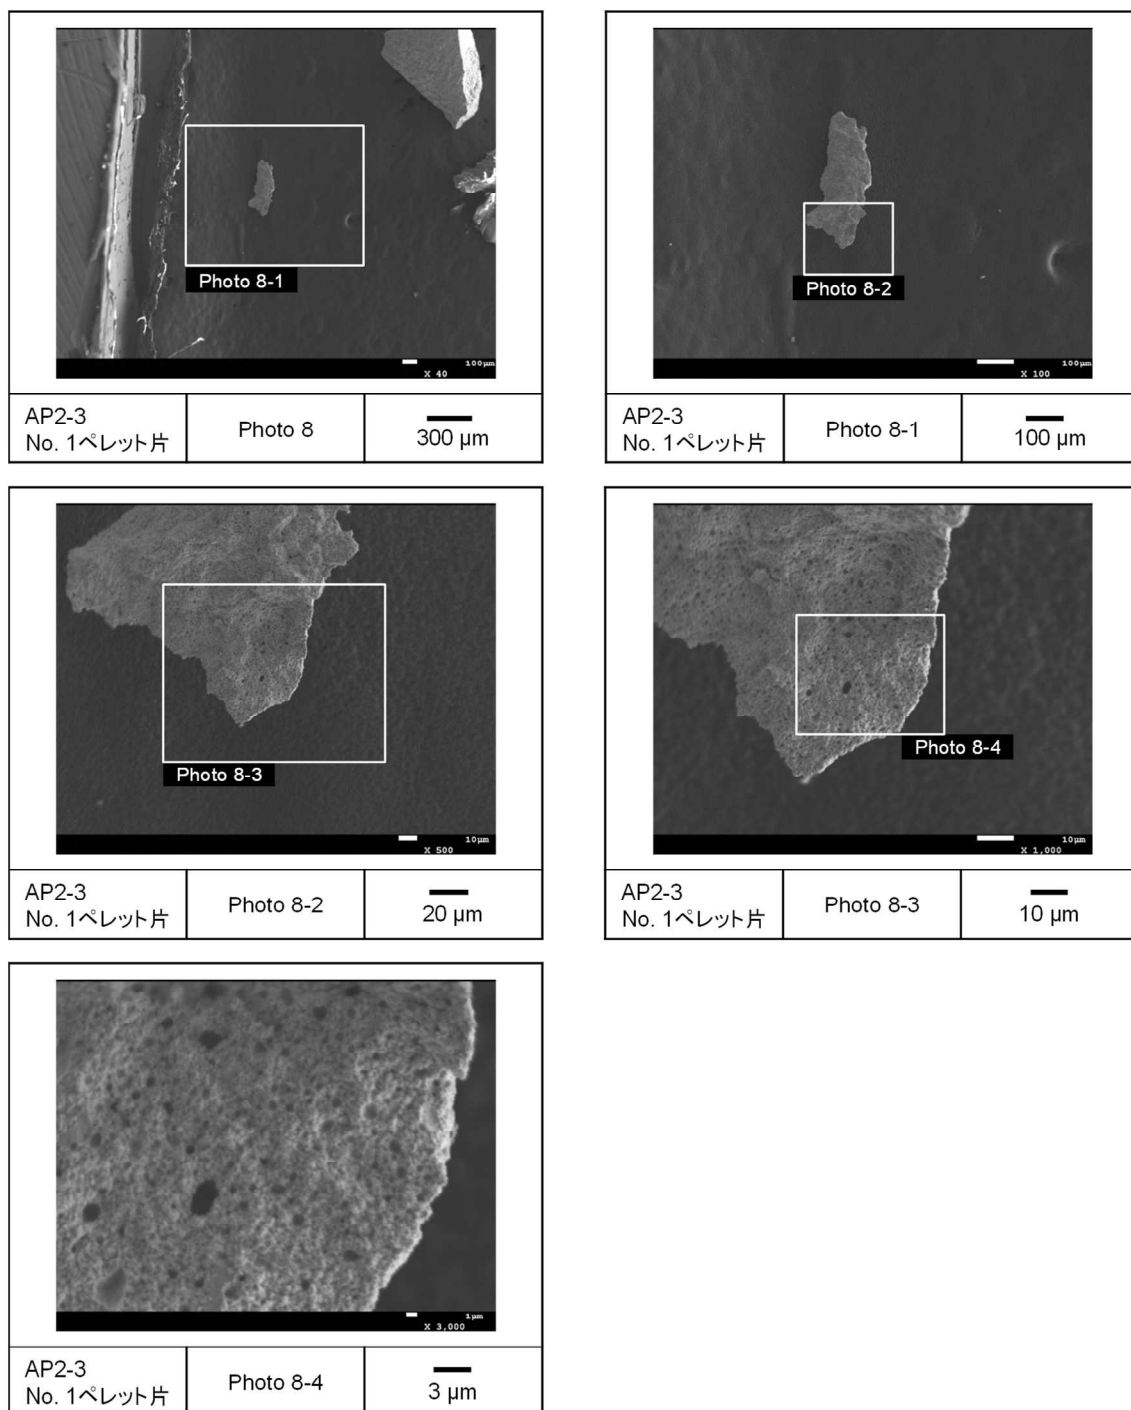 Photo 8-1
100μm
X 40
AP2-3
No. 1ペレット片
Photo 8
300 μm
Photo 8-2
100μm
X 100
AP2-3
No. 1ペレット片
Photo 8-1
100 μm
Photo 8-3
10μm
X 500
AP2-3
No. 1ペレット片
Photo 8-2
20 μm
Photo 8-4
10μm
X 1,000
AP2-3
No. 1ペレット片
Photo 8-3
10 μm
1μm
X 3,000
AP2-3
No. 1ペレット片
Photo 8-4
3 μm